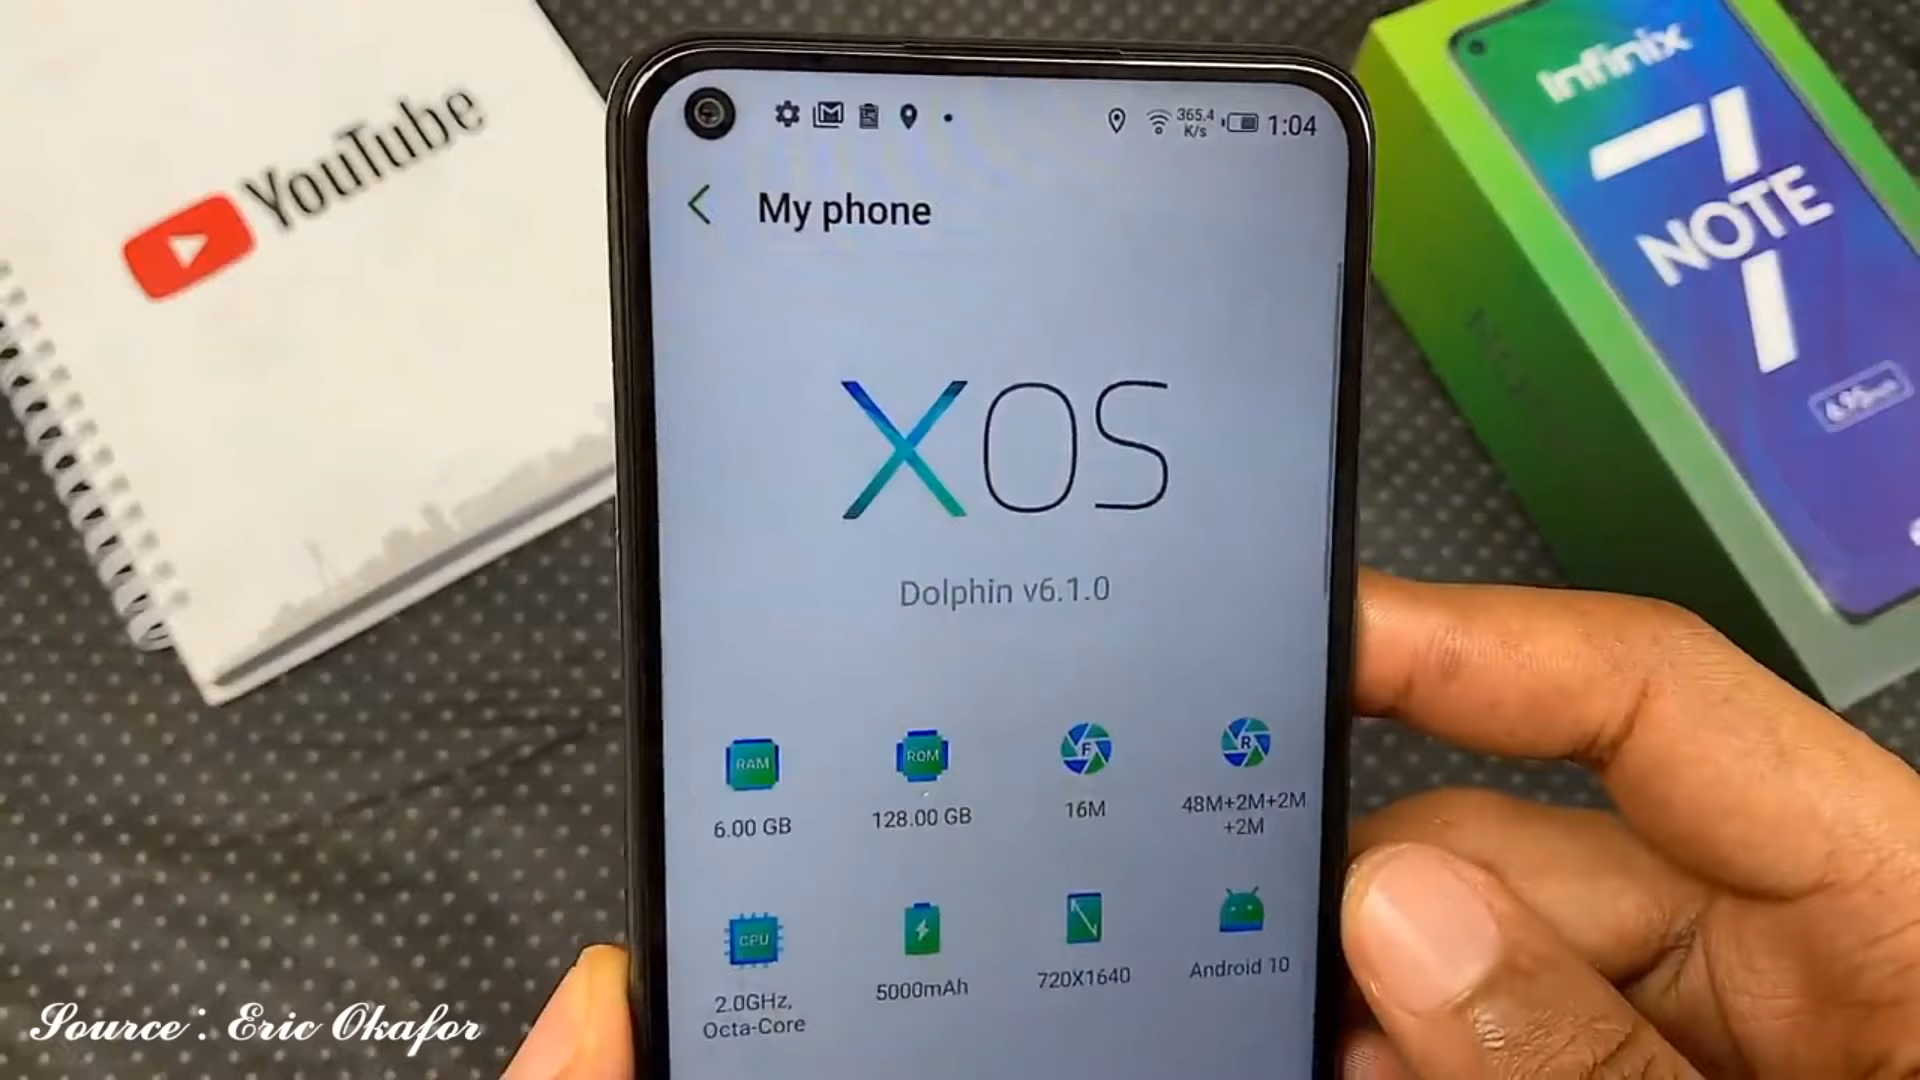 YouTube
365.4
K/s
1:04
My phone
XOS
Dolphin v6.1.0
RAM
ROM
F
R
6.00 GB
128.00 GB
16M
48M+2M+2M
+2M
CPU
2.0GHz,
Octa-Core
5000mAh
720X1640
Android 10
Infinix
7
NOTE
Source : Eric Okafor